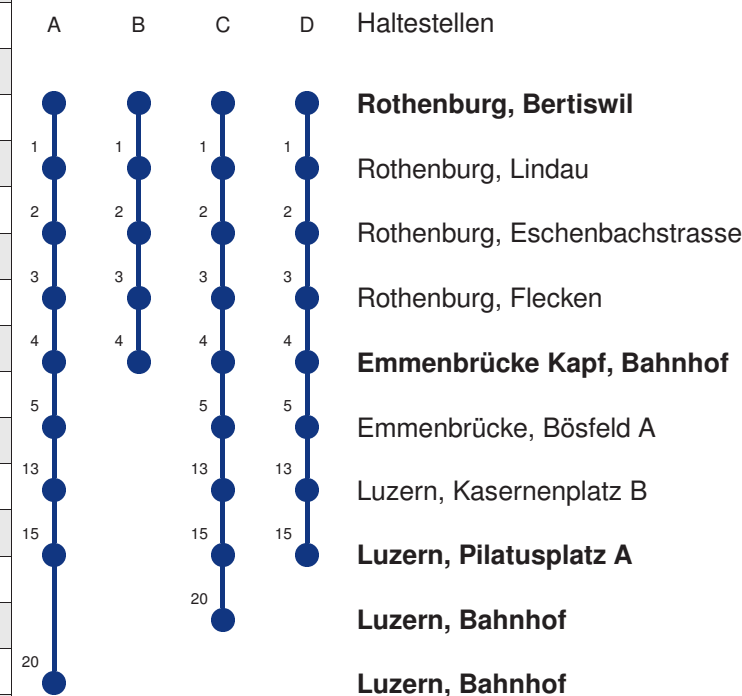 A B C D Haltestellen
Rothenburg, Bertiswil
1 1 1 1 Rothenburg, Lindau
2 2 2 2 Rothenburg, Eschenbachstrasse
3 3 3 3 Rothenburg, Flecken
4 4 4 4 Emmenbrücke Kapf, Bahnhof
5 5 5 Emmenbrücke, Bösfeld A
13 13 13 Luzern, Kasernenplatz B
15 15 15 Luzern, Pilatusplatz A
20 Luzern, Bahnhof
20 Luzern, Bahnhof